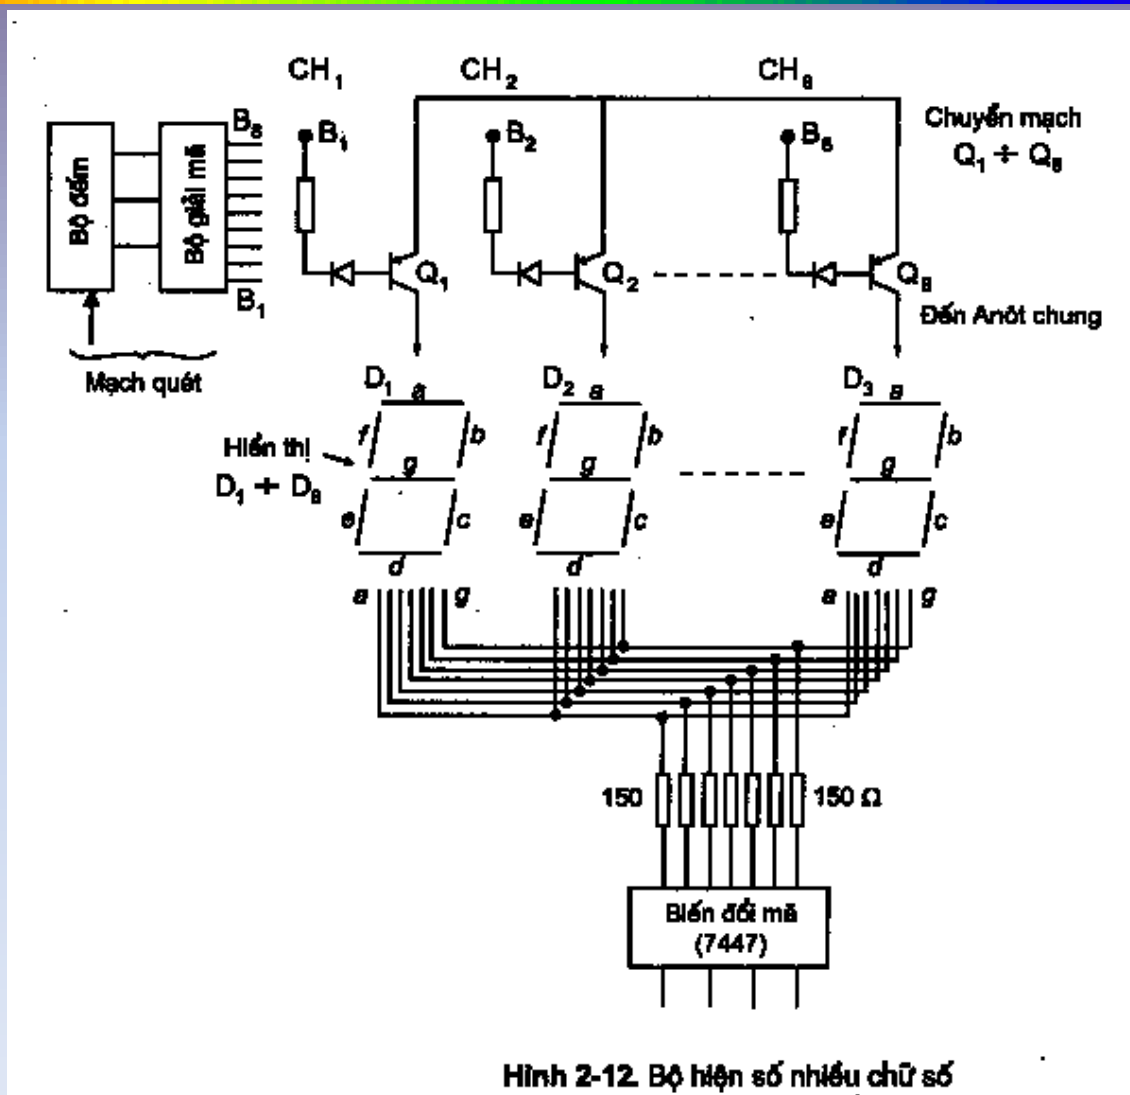 CH₁ CH₂ CH₈
B₈ B₁ B₂ B₈
Chuyển mạch
Q₁ ÷ Q₈
Bộ đếm Bộ giải mã
Q₁ Q₂ Q₈
B₁
Đến Anôt chung
Mạch quét
D₁ a D₂ a D₃ a
f b f b f b
Hiển thị
g g g
D₁ ÷ D₈
e c e c e c
d d d
a g a g
150 150 Ω
Biến đổi mã
(7447)
Hình 2-12. Bộ hiện số nhiều chữ số